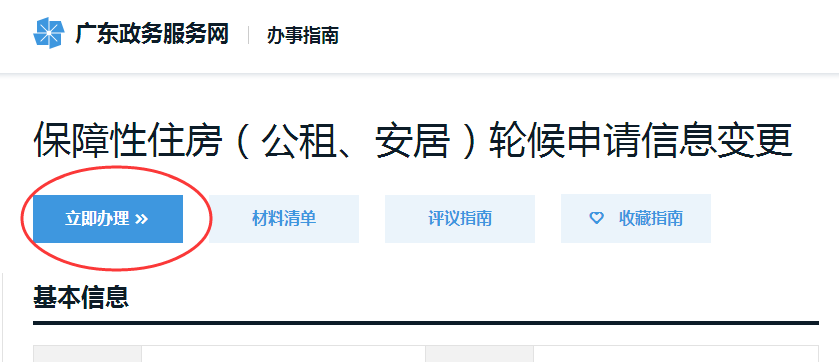 广东政务服务网 办事指南
保障性住房（公租、安居）轮候申请信息变更
立即办理 » 材料清单 评议指南 收藏指南
基本信息